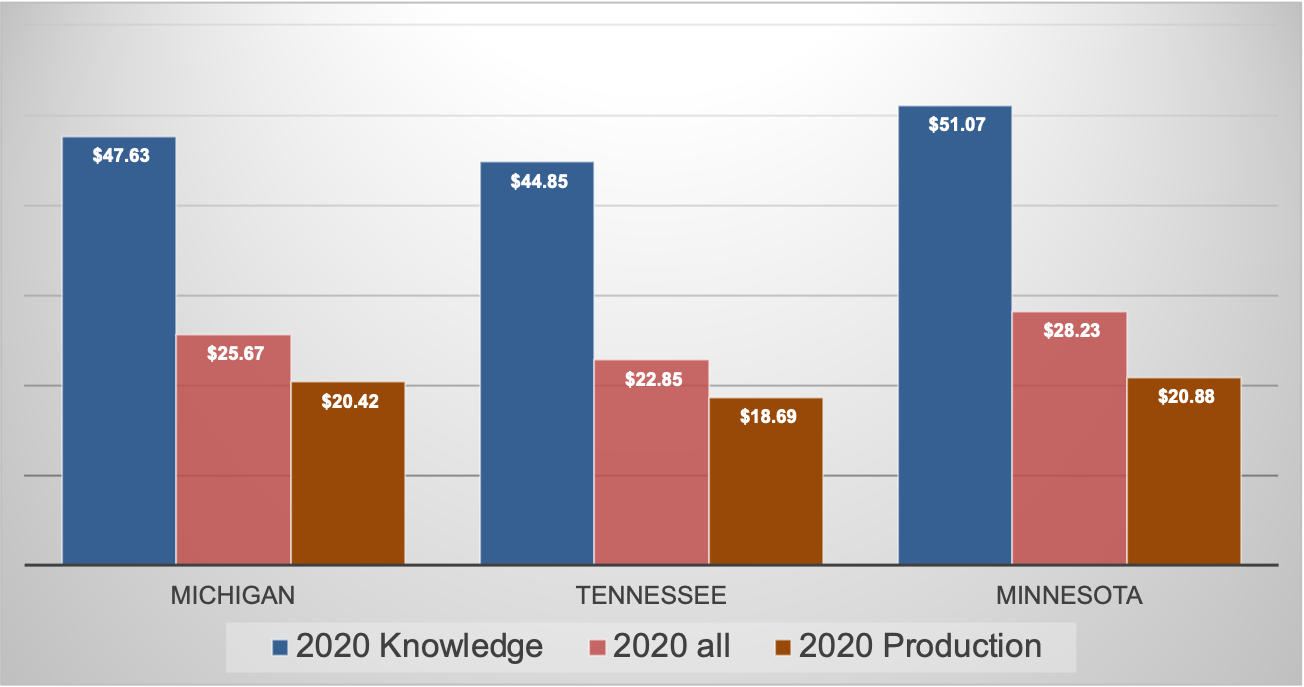 $47.63
$25.67
$20.42
$44.85
$22.85
$18.69
$51.07
$28.23
$20.88
MICHIGAN
TENNESSEE
MINNESOTA
2020 Knowledge
2020 all
2020 Production